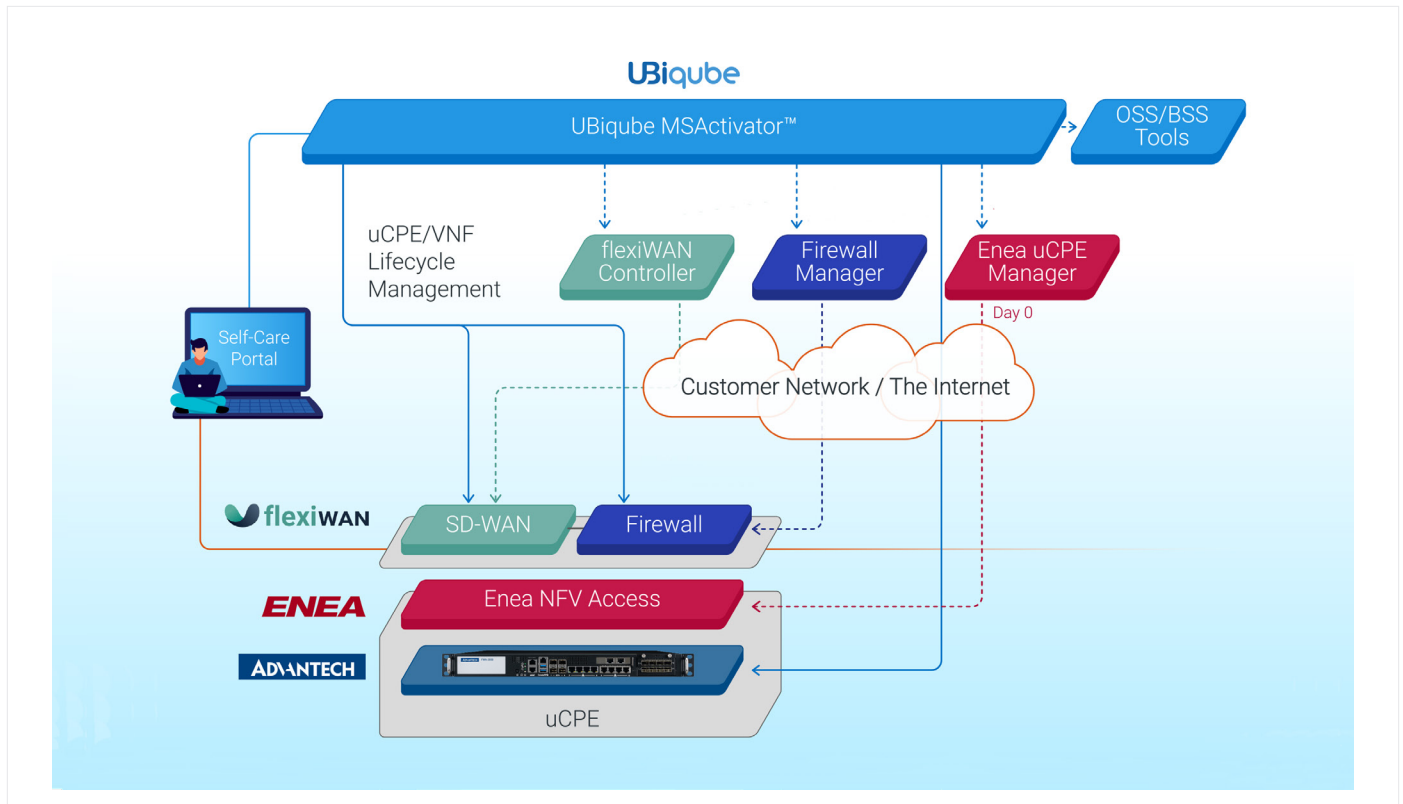 UBiqube
UBiqube MSActivator™
OSS/BSS
Tools
uCPE/VNF
Lifecycle
Management
flexiWAN
Controller
Firewall
Manager
Enea uCPE
Manager
Day 0
Self-Care
Portal
Customer Network / The Internet
flexiWAN
SD-WAN
Firewall
ENEA
Enea NFV Access
ADVANTECH
uCPE